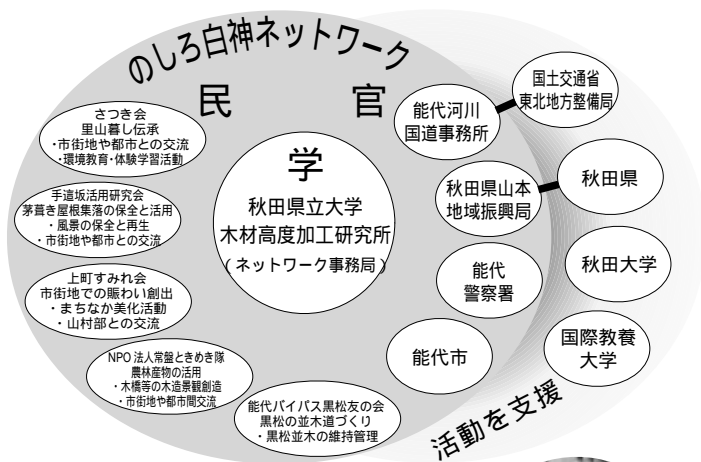 のしろ白神ネットワーク
民
官
学
秋田県立大学
木材高度加工研究所
（ネットワーク事務局）
さつき会
里山暮し伝承
・市街地や都市との交流
・環境教育・体験学習活動
手這坂活用研究会
茅葺き屋根集落の保全と活用
・風景の保全と再生
・市街地や都市との交流
上町すみれ会
市街地での賑わい創出
・まちなか美化活動
・山村部との交流
NPO法人常盤ときめき隊
農林産物の活用
・木橋等の木造景観創造
・市街地や都市間交流
能代バイパス黒松友の会
黒松の並木道づくり
・黒松並木の維持管理
能代河川
国道事務所
秋田県山本
地域振興局
能代
警察署
能代市
国土交通省
東北地方整備局
秋田県
秋田大学
国際教養
大学
活動を支援